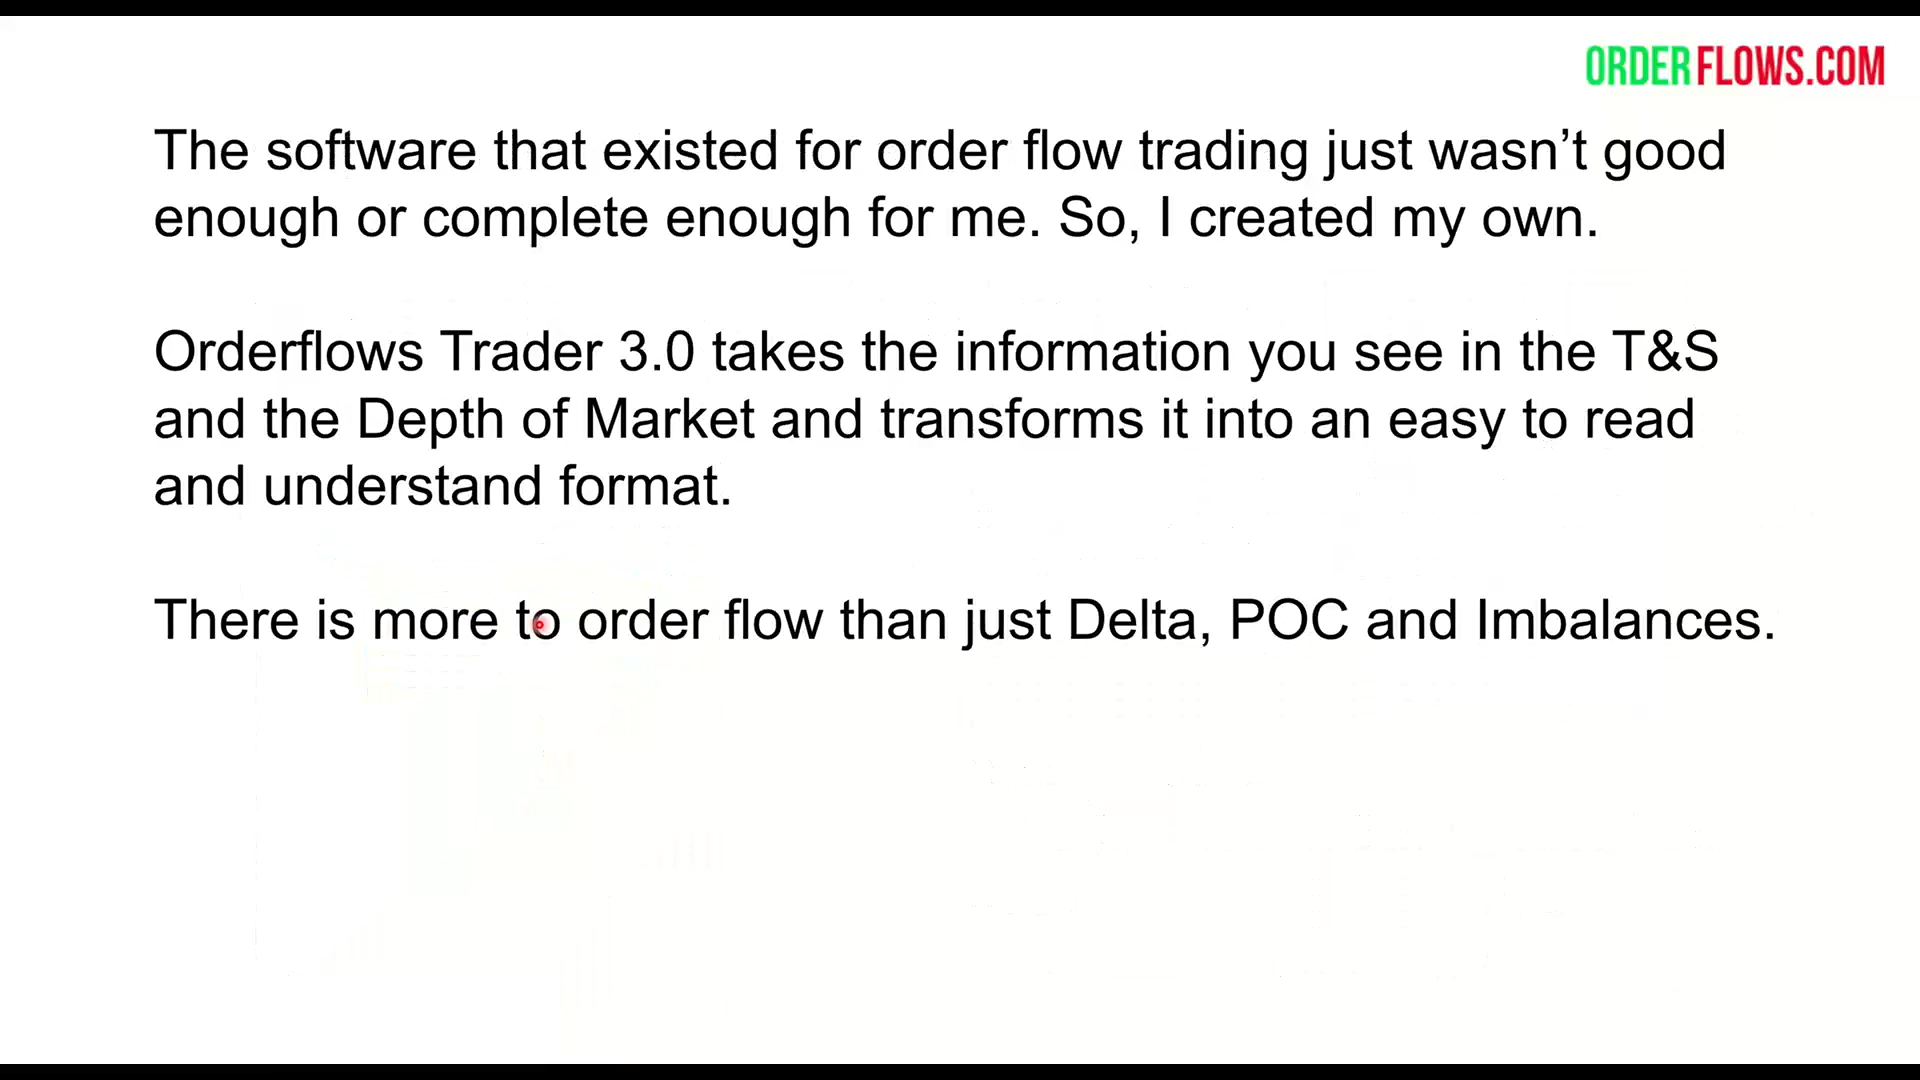 ORDERFLOWS.COM
The software that existed for order flow trading just wasn’t good
enough or complete enough for me. So, I created my own.
Orderflows Trader 3.0 takes the information you see in the T&S
and the Depth of Market and transforms it into an easy to read
and understand format.
There is more to order flow than just Delta, POC and Imbalances.